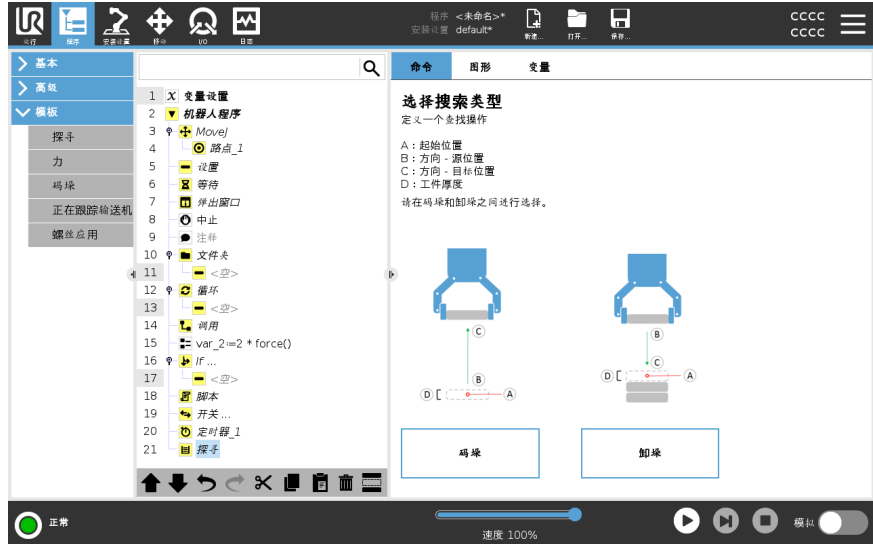 UR
运行
程序
安装设置
移动
I/O
日志
程序 <未命名>*
安装设置 default*
新建...
打开...
保存...
CCCC
CCCC
基本
高级
模板
探寻
力
码垛
正在跟踪输送机
螺丝应用
1 X 变量设置
2 机器人程序
3 MoveJ
4 路点_1
5 设置
6 等待
7 弹出窗口
8 中止
9 注释
10 文件夹
11 <空>
12 循环
13 <空>
14 调用
15 var_2≔2 * force()
16 If ...
17 <空>
18 脚本
19 开关 ...
20 定时器_1
21 探寻
命令 图形 变量
选择搜索类型
定义一个查找操作
A：起始位置
B：方向 - 源位置
C：方向 - 目标位置
D：工件厚度
请在码垛和卸垛之间进行选择。
C
B
D
A
B
C
D
A
码垛
卸垛
正常
速度 100%
模拟